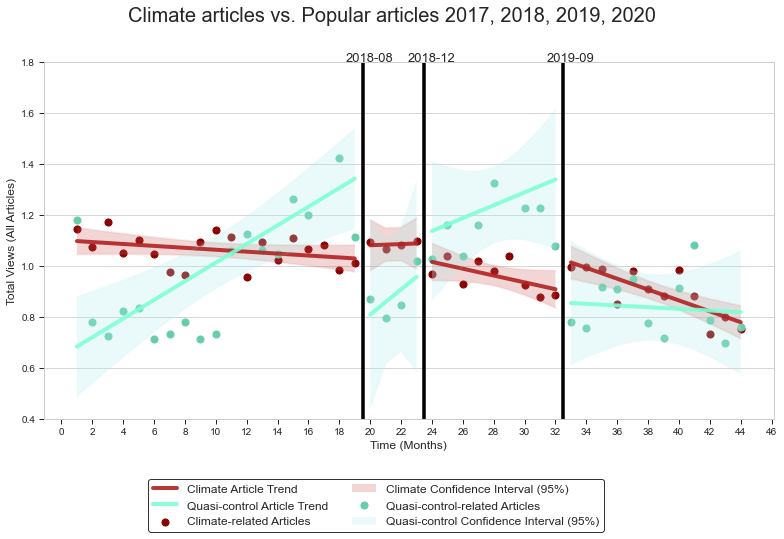 Climate articles vs. Popular articles 2017, 2018, 2019, 2020
2018-08 2018-12 2019-09
1.8
1.6
1.4
1.2
1.0
0.8
0.6
0.4
Total Views (All Articles)
0 2 4 6 8 10 12 14 16 18 20 22 24 26 28 30 32 34 36 38 40 42 44 46
Time (Months)
Climate Article Trend
Quasi-control Article Trend
Climate-related Articles
Climate Confidence Interval (95%)
Quasi-control-related Articles
Quasi-control Confidence Interval (95%)